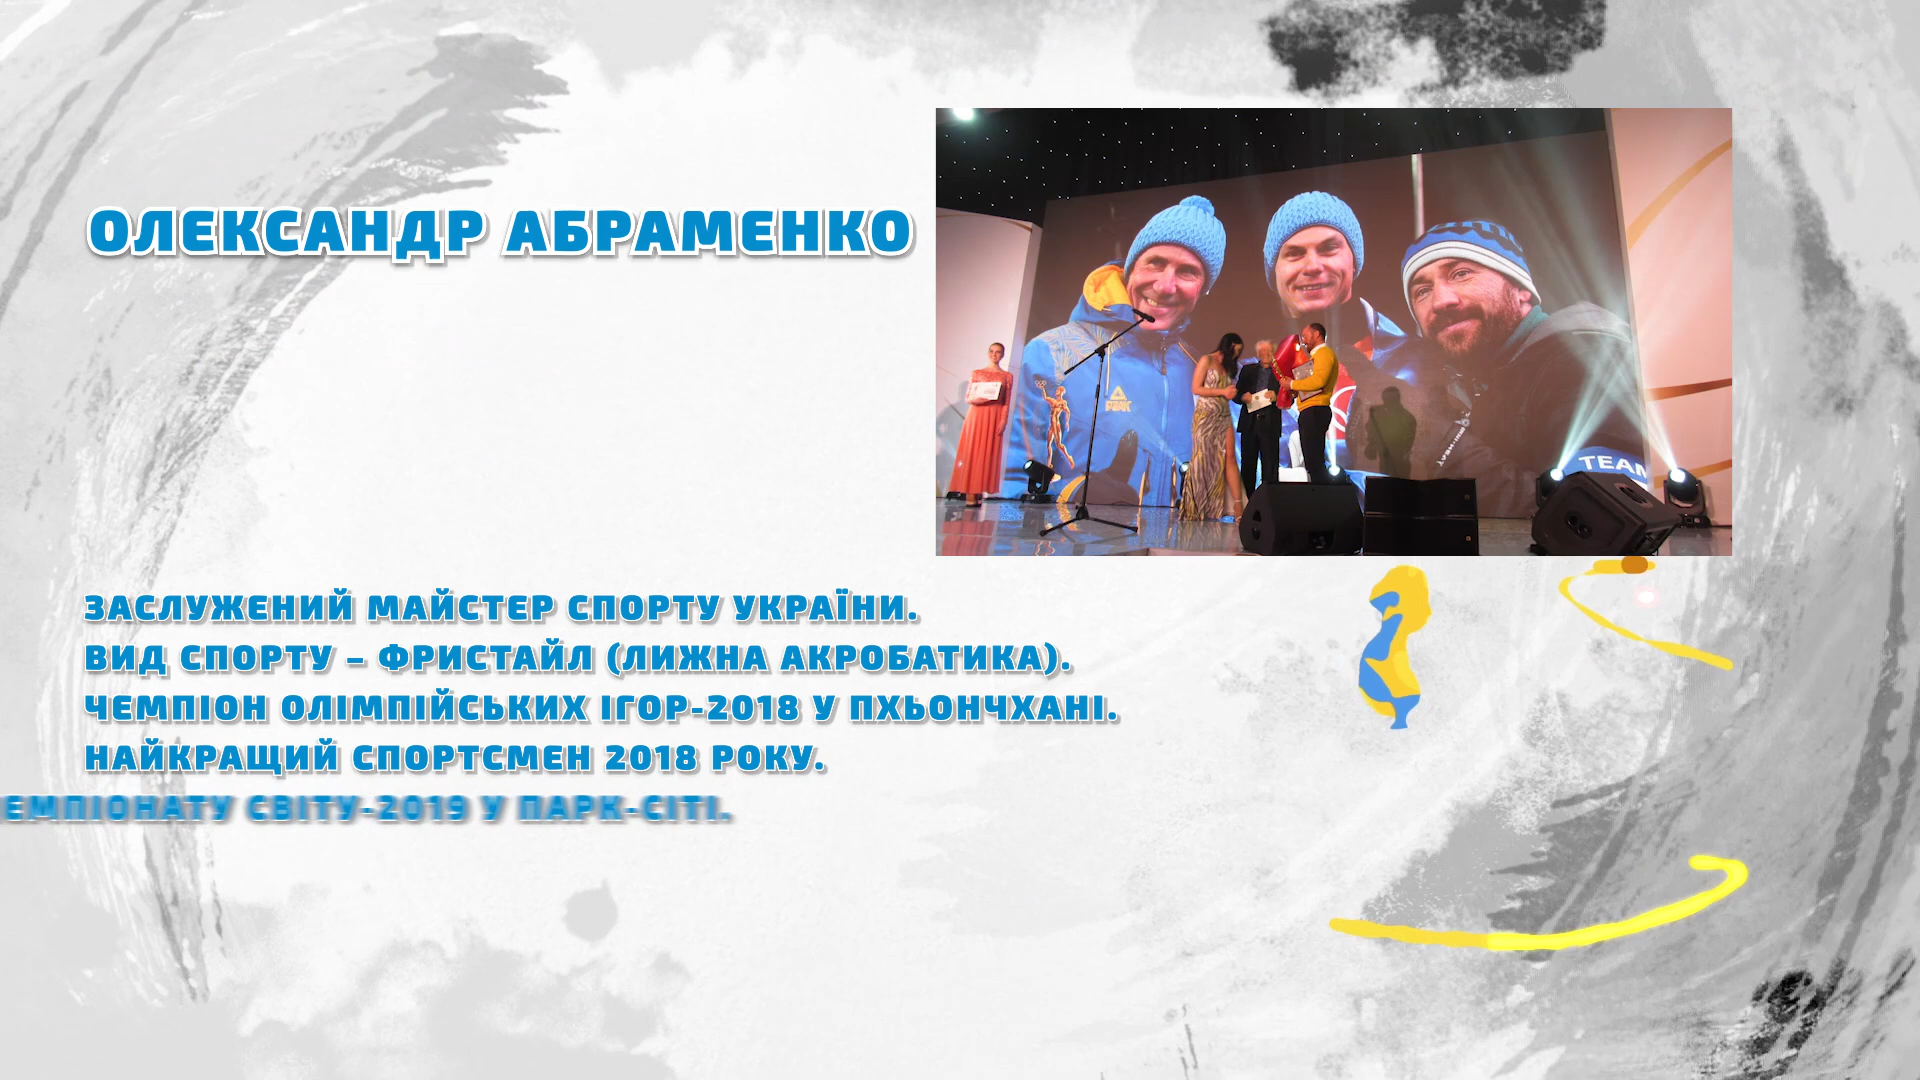 ОЛЕКСАНДР АБРАМЕНКО
TEAM
PEAK
ЗАСЛУЖЕНИЙ МАЙСТЕР СПОРТУ УКРАЇНИ.
ВИД СПОРТУ – ФРИСТАЙЛ (ЛИЖНА АКРОБАТИКА).
ЧЕМПІОН ОЛІМПІЙСЬКИХ ІГОР-2018 У ПХЬОНЧХАНІ.
НАЙКРАЩИЙ СПОРТСМЕН 2018 РОКУ.
ЕМПІОНАТУ СВІТУ-2019 У ПАРК-СІТІ.